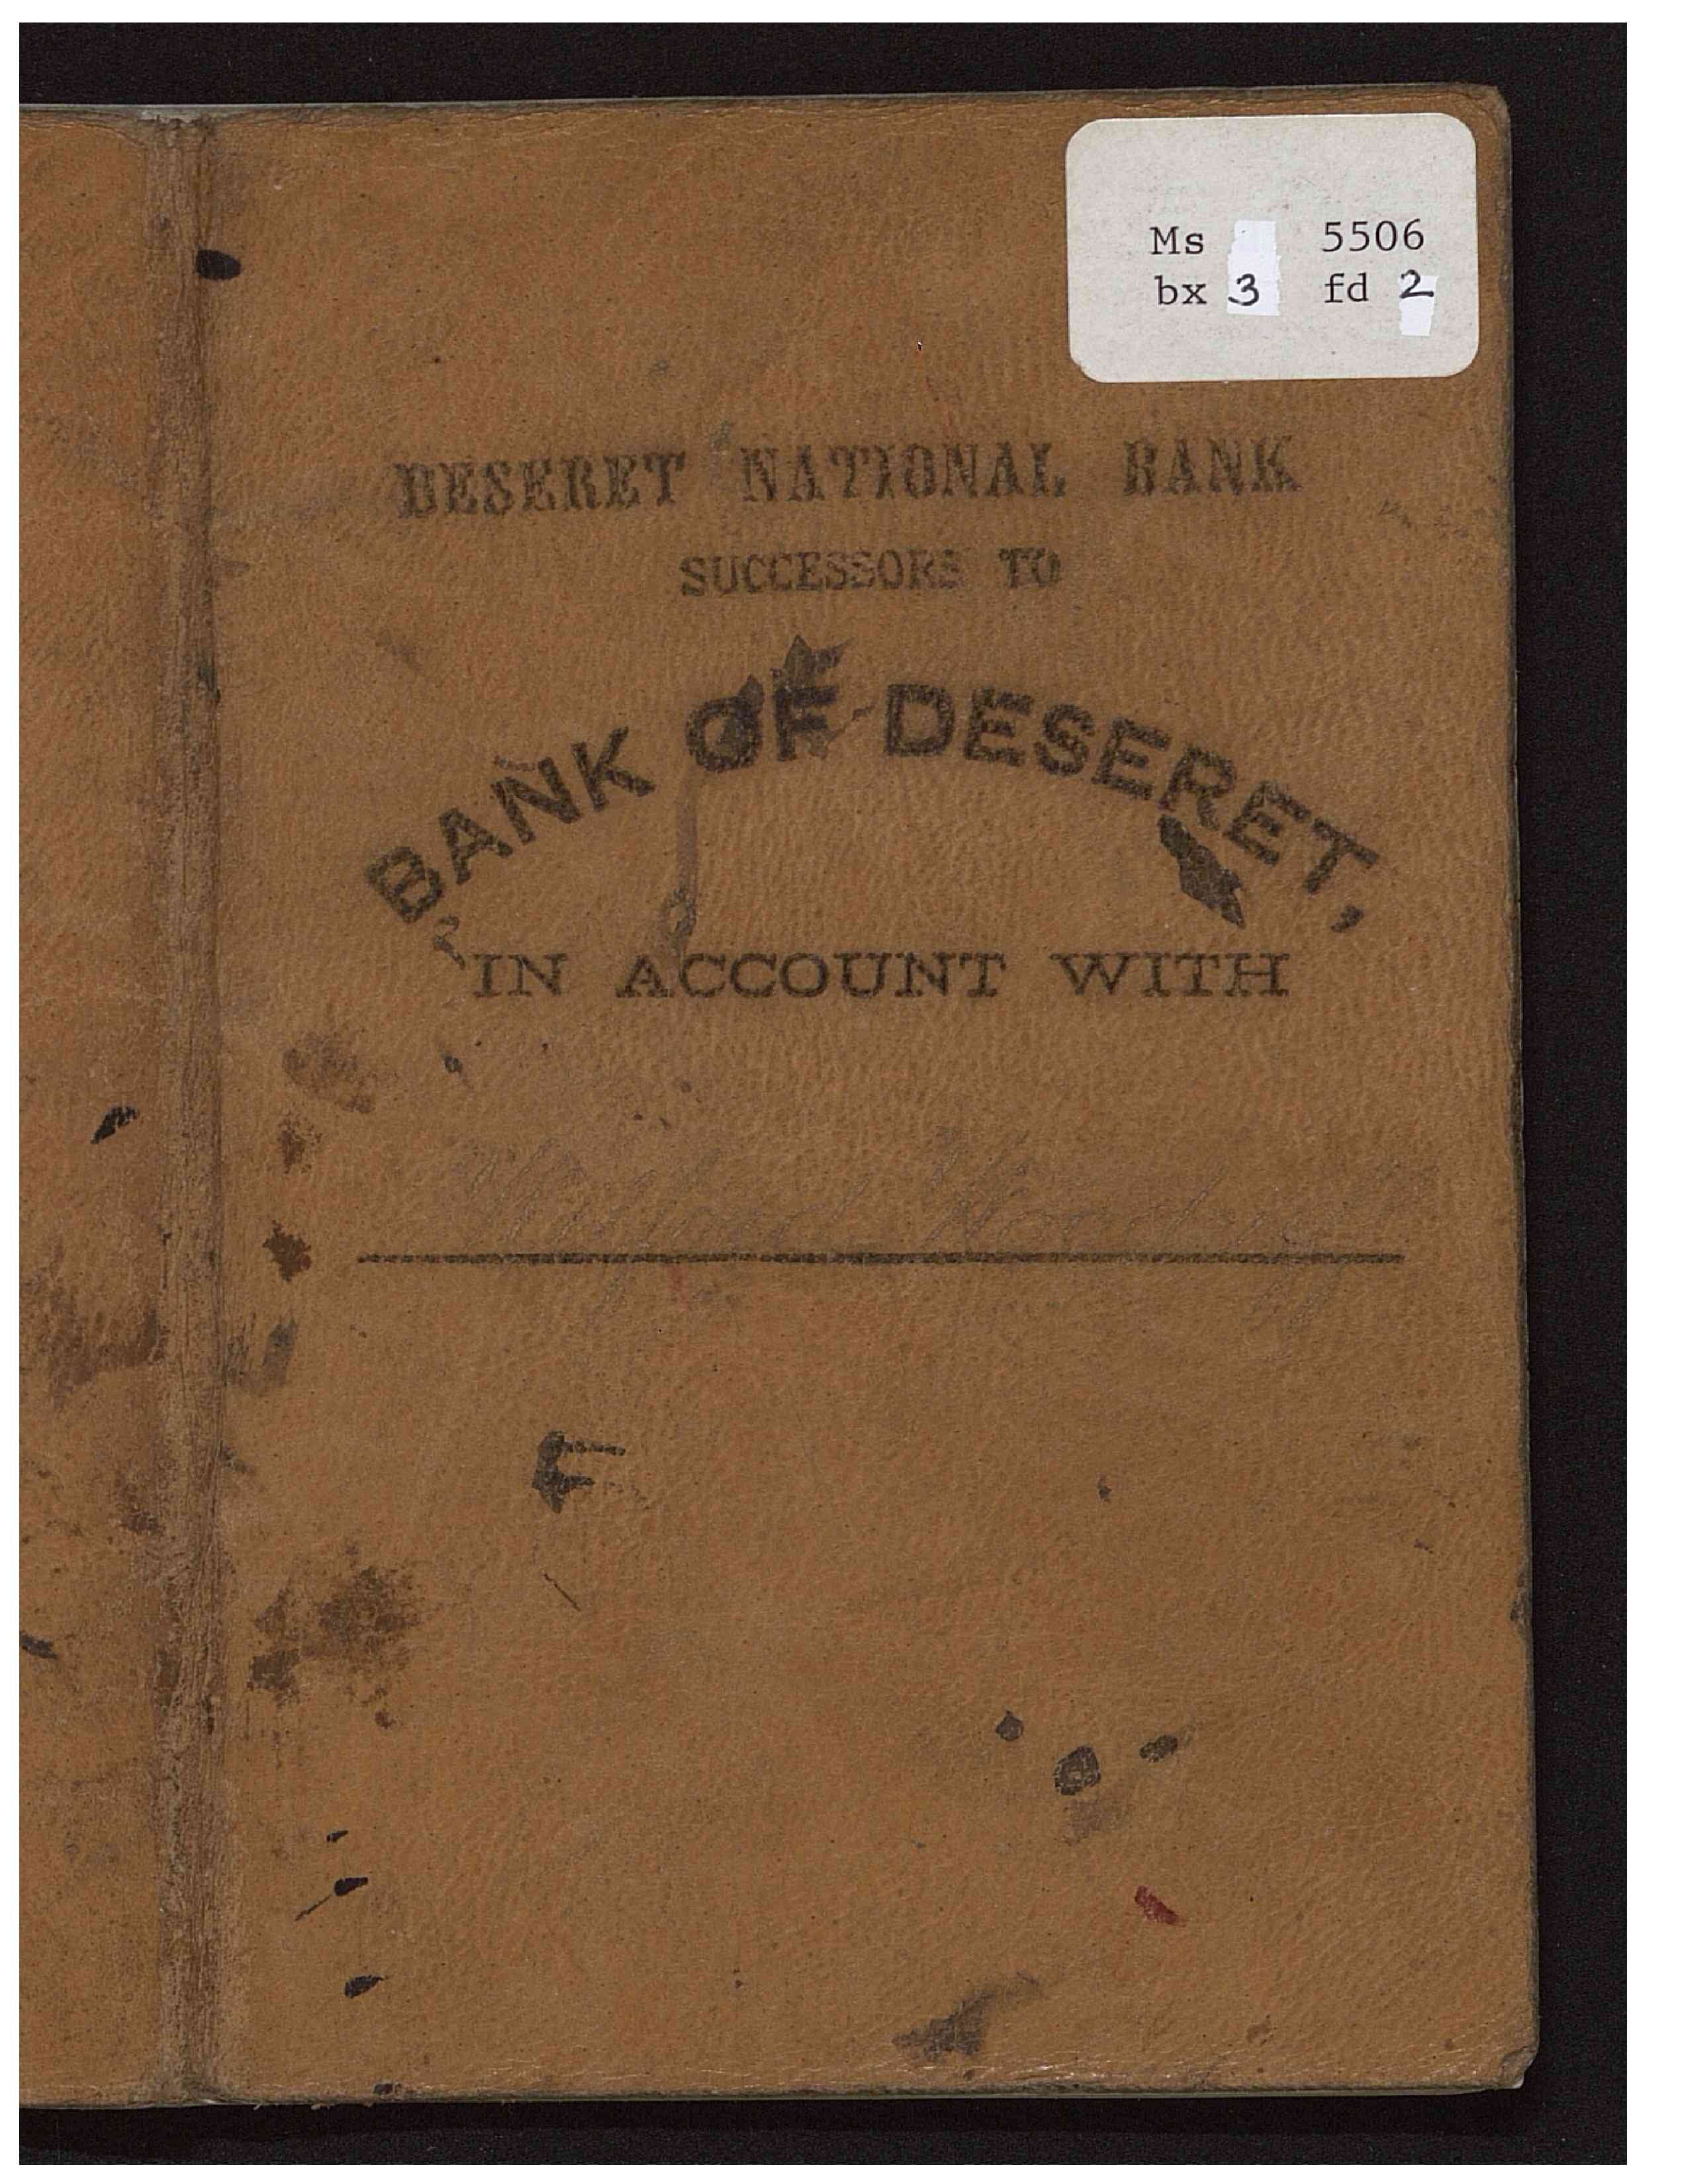 Ms 5506
bx 3 fd 2
DESERET NATIONAL BANK
SUCCESSORS TO
BANK OF DESERET,
IN ACCOUNT WITH